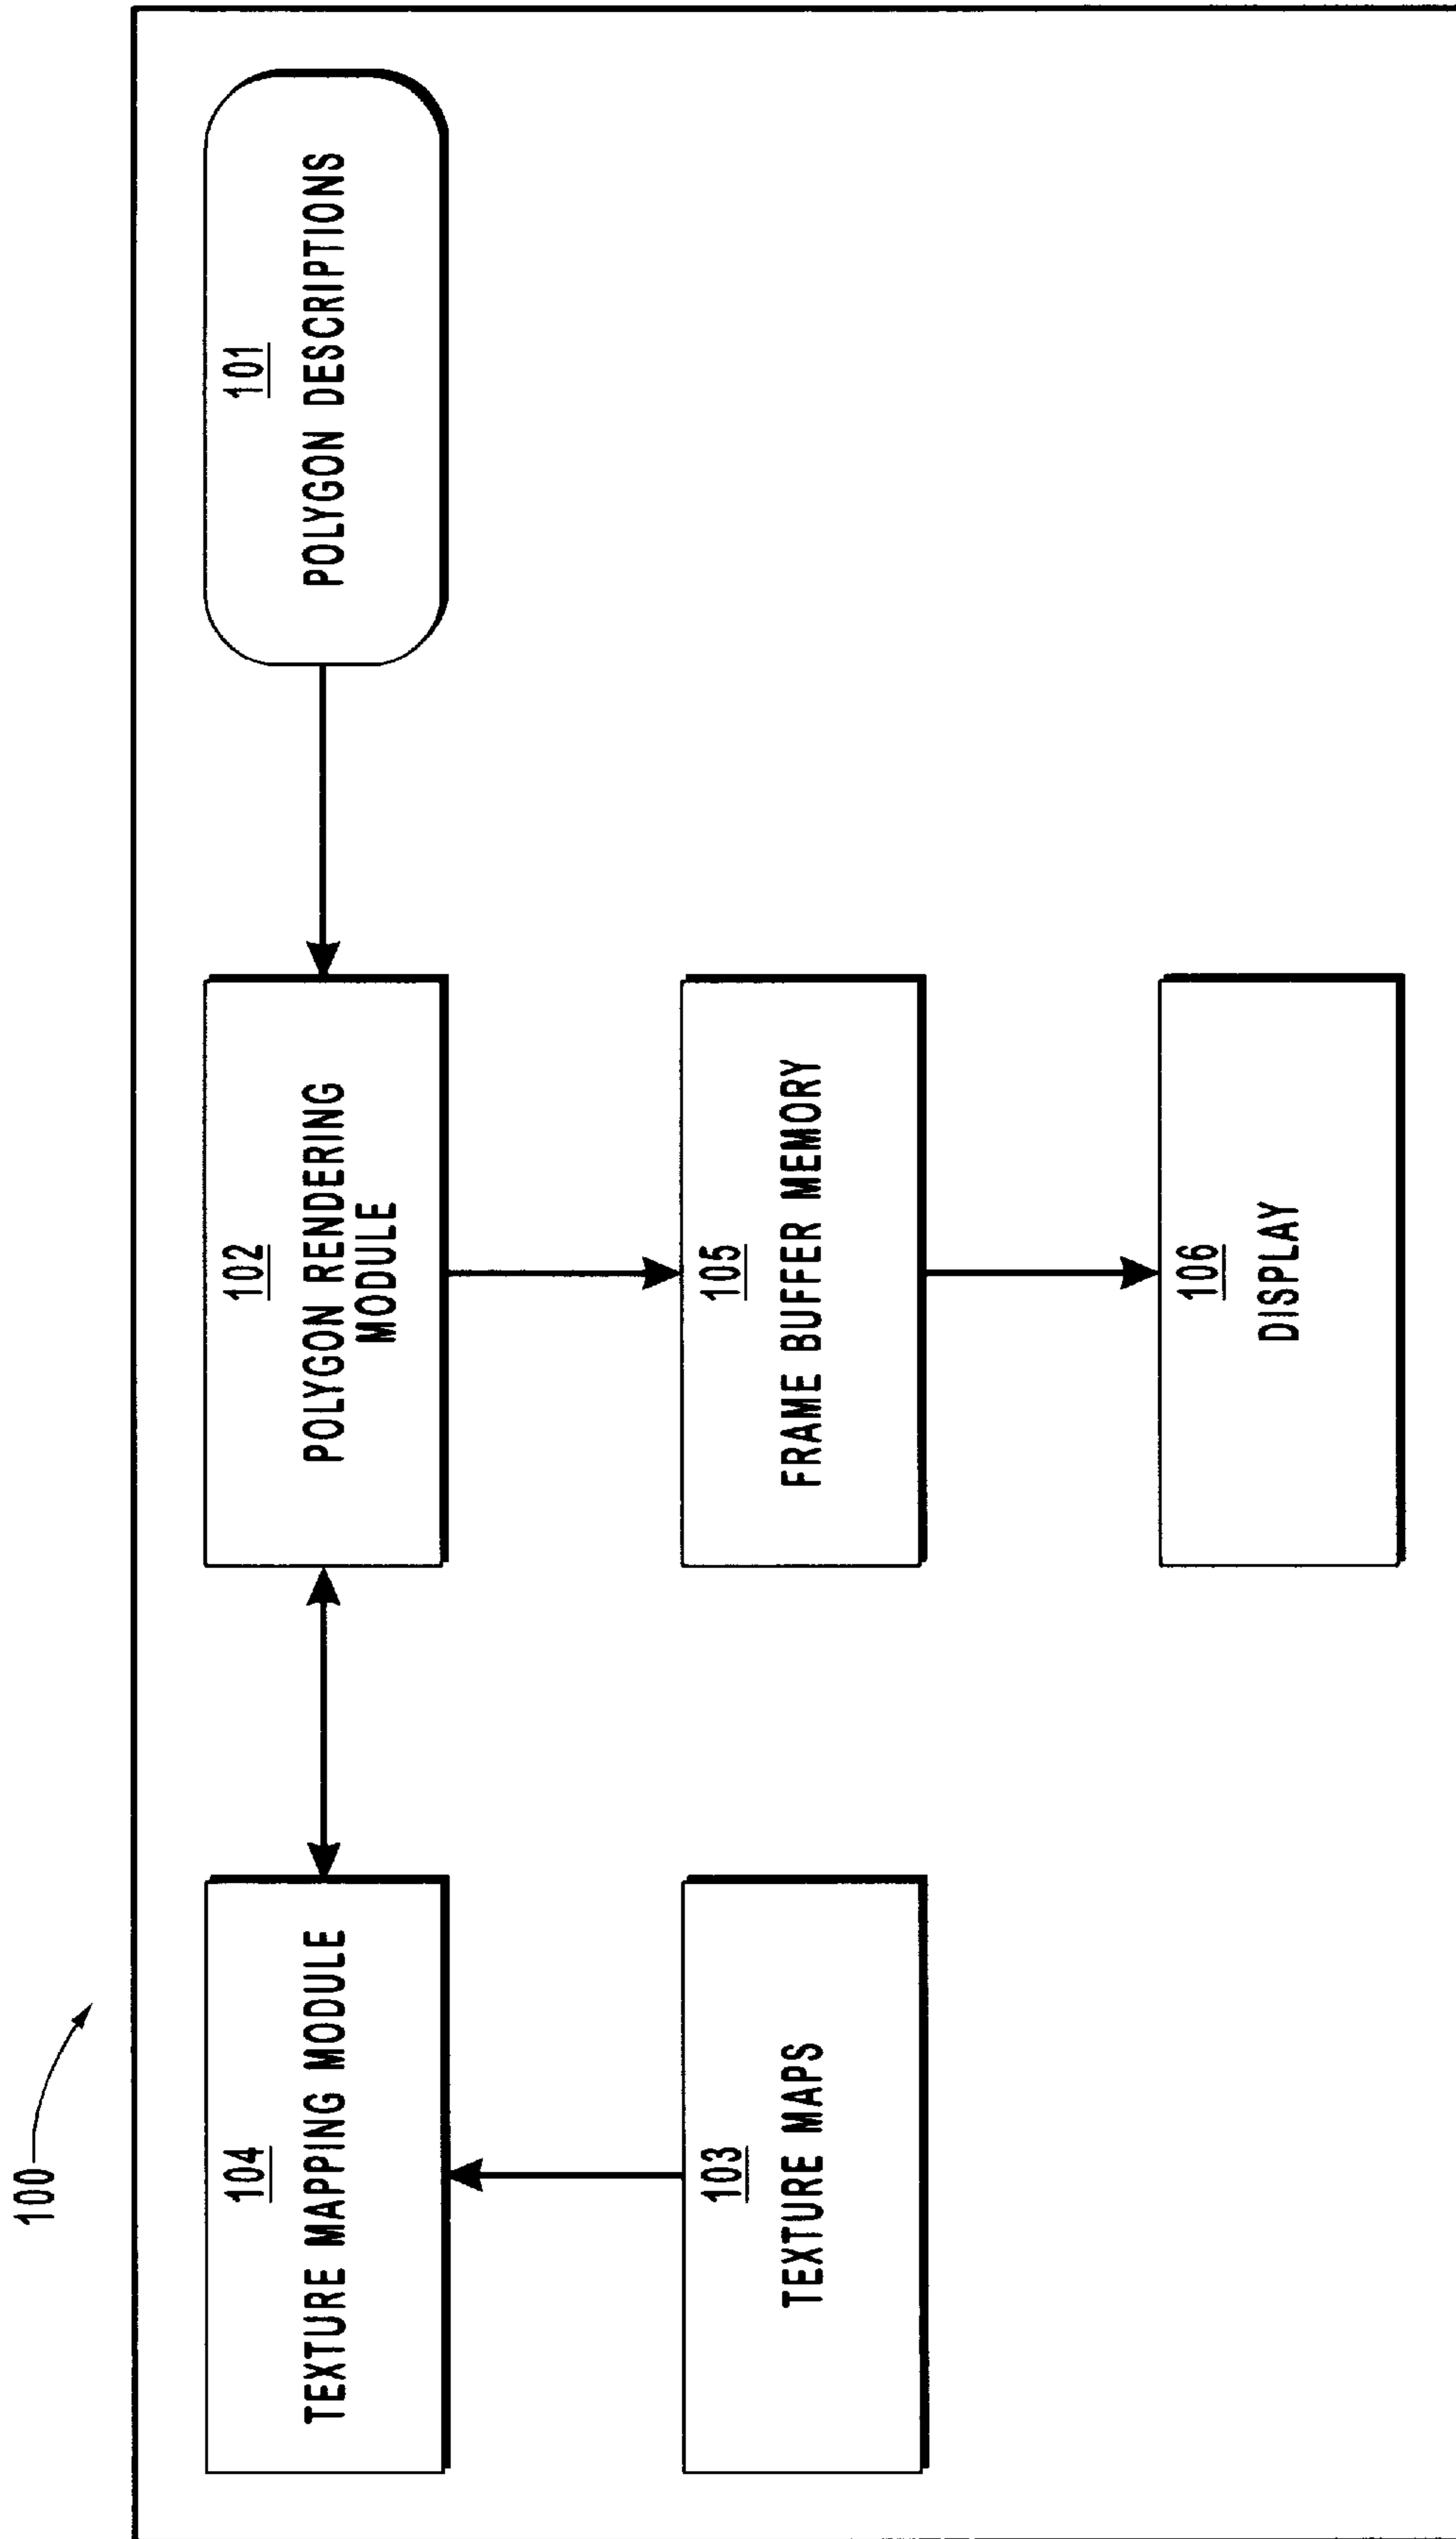 100
104
TEXTURE MAPPING MODULE
102
POLYGON RENDERING
MODULE
101
POLYGON DESCRIPTIONS
103
TEXTURE MAPS
105
FRAME BUFFER MEMORY
106
DISPLAY